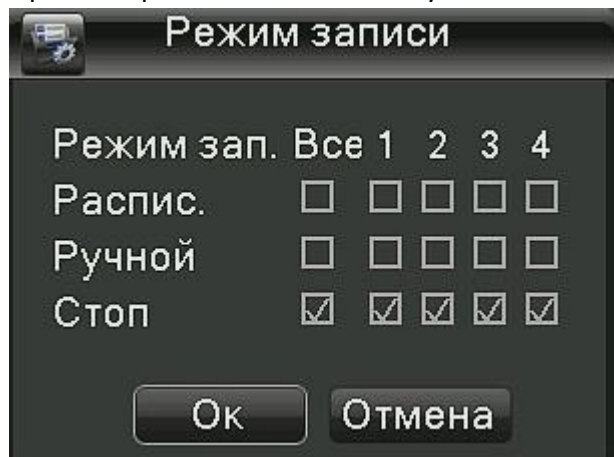 Режим записи
Режим зап. Все 1 2 3 4
Распис.
Ручной
Стоп
Ок Отмена